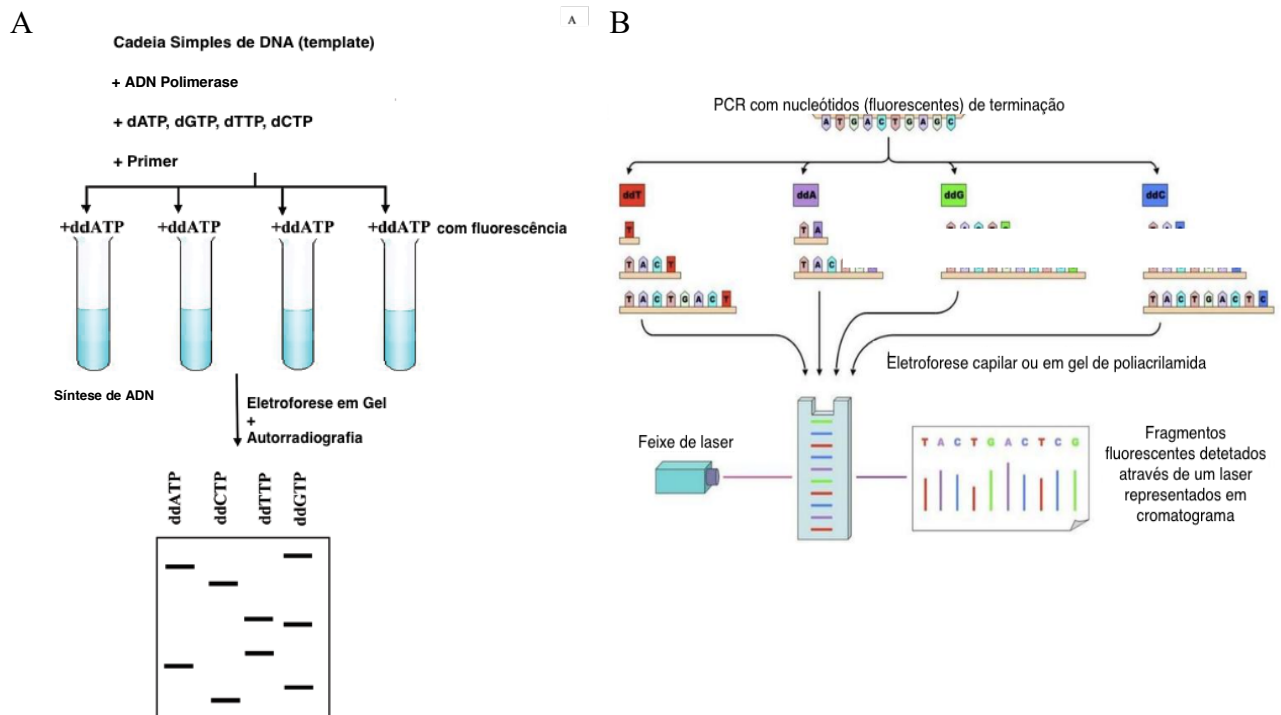 A
A
Cadeia Simples de DNA (template)
+ ADN Polimerase
+ dATP, dGTP, dTTP, dCTP
+ Primer
+ddATP +ddATP +ddATP +ddATP com fluorescência
Síntese de ADN
Eletroforese em Gel
+
Autorradiografia
ddATP ddCTP ddTTP ddGTP
B
PCR com nucleótidos (fluorescentes) de terminação
A T G A C T G A G C
ddT ddA ddG ddC
T
T A
T A C T
T A C
T A C T G A C T
T A C T G A C T C
Eletroforese capilar ou em gel de poliacrilamida
Feixe de laser
T A C T G A C T C G
Fragmentos
fluorescentes detetados
através de um laser
representados em
cromatograma